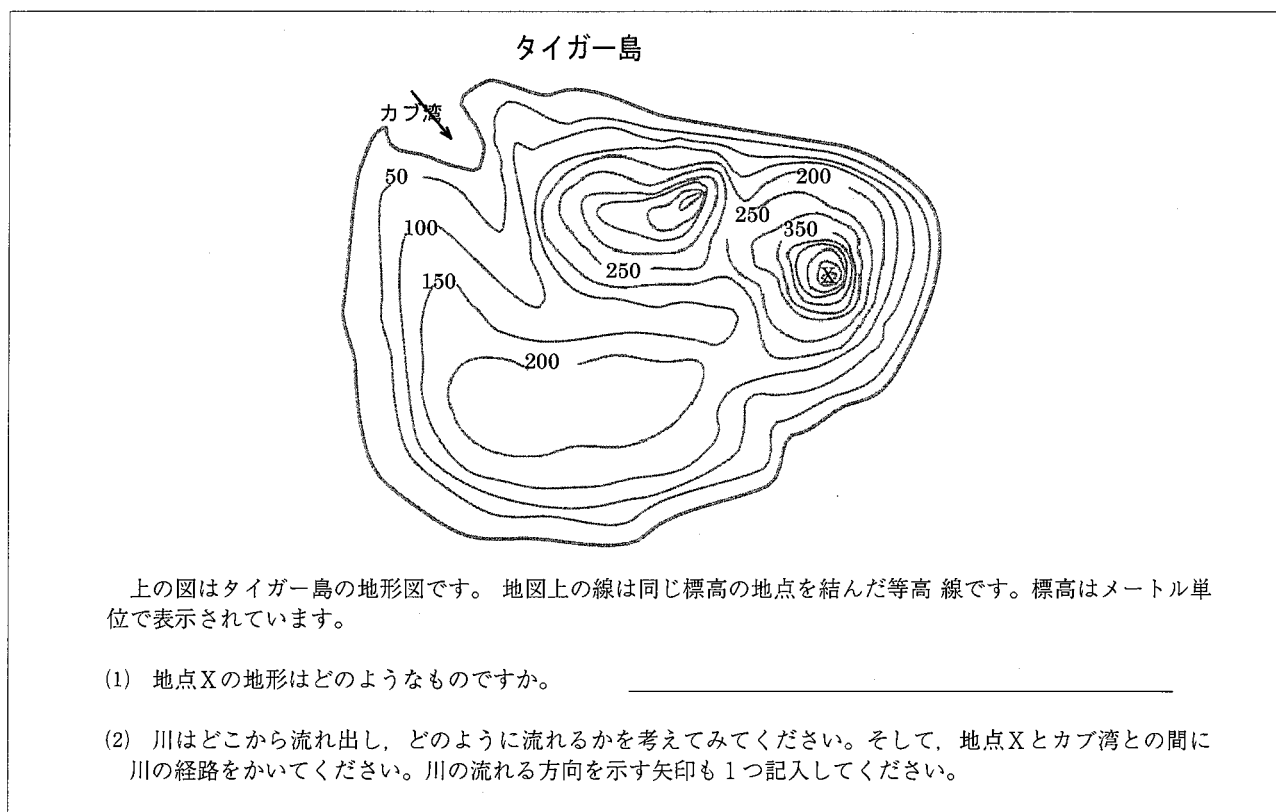 タイガー島
カブ湾
50
200
250
100
350
X
250
150
200
上の図はタイガー島の地形図です。 地図上の線は同じ標高の地点を結んだ等高 線です。標高はメートル単
位で表示されています。
(1) 地点Xの地形はどのようなものですか。
(2) 川はどこから流れ出し，どのように流れるかを考えてみてください。そして，地点Xとカブ湾との間に
川の経路をかいてください。川の流れる方向を示す矢印も1つ記入してください。